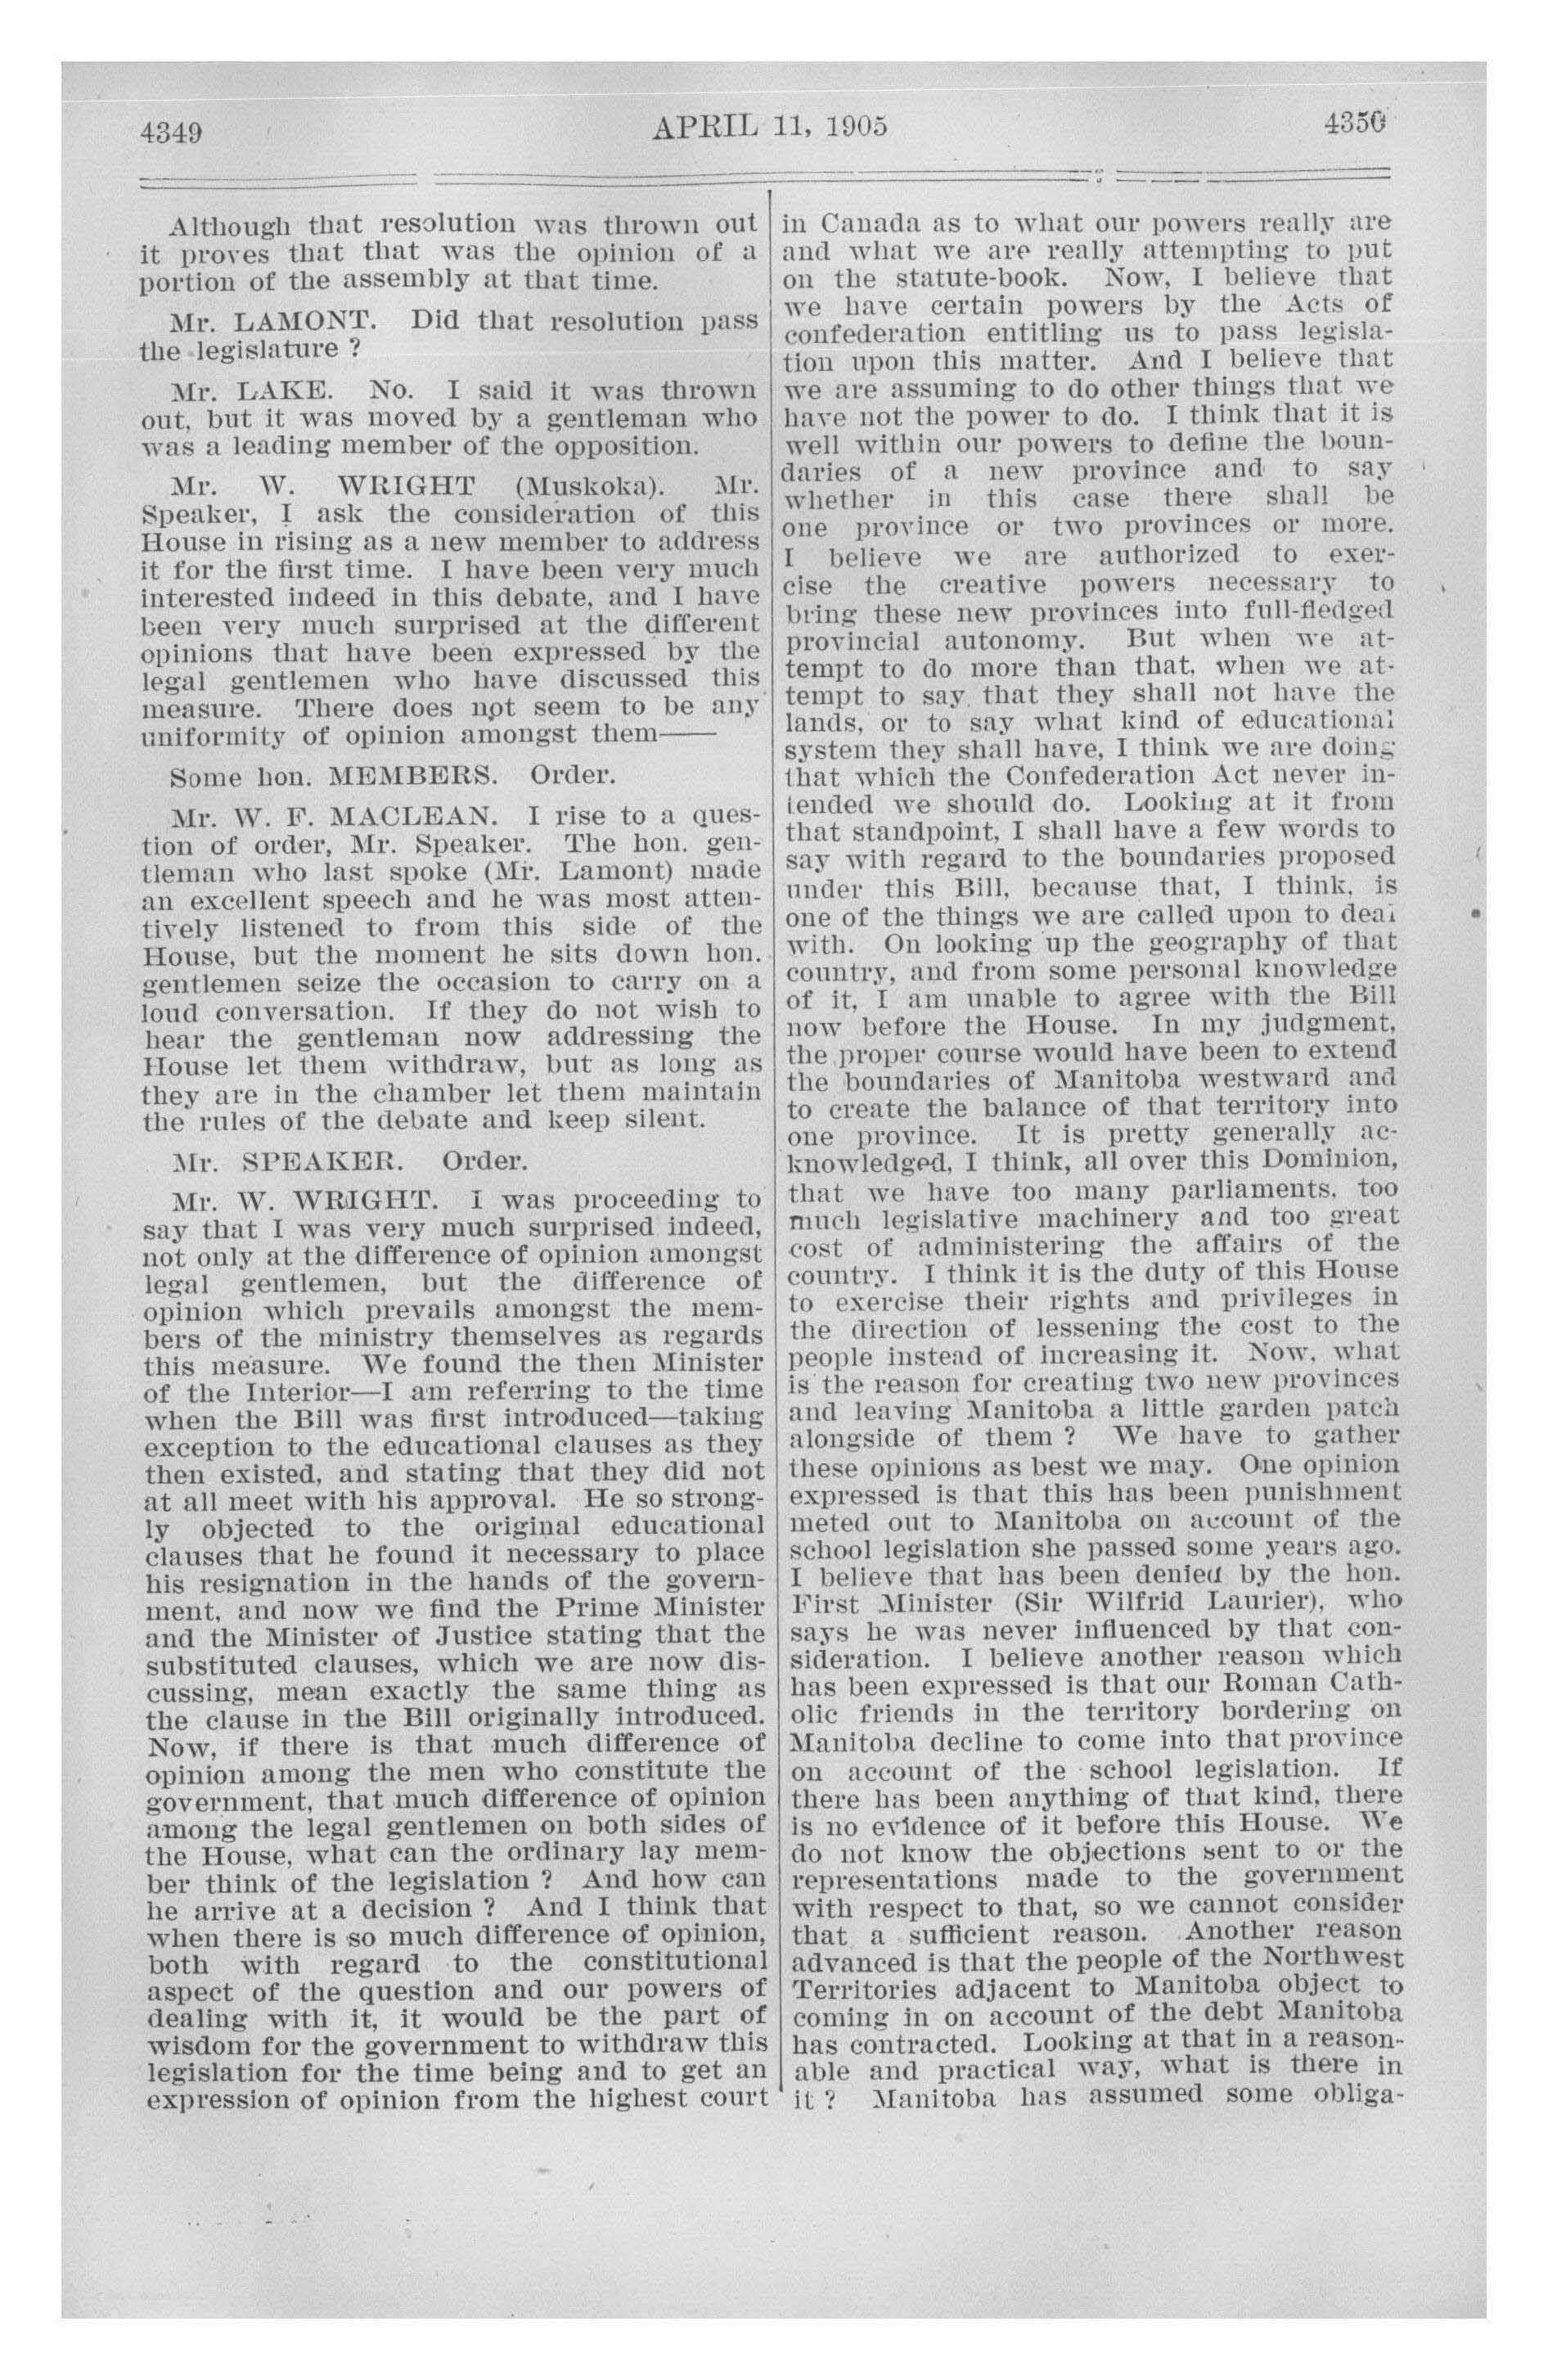 4349
APRIL 11, 1905
4350
Although that resolution was thrown out
it proves that that was the opinion of a
portion of the assembly at that time.
Mr. LAMONT. Did that resolution pass
the legislature ?
Mr. LAKE. No. I said it was thrown
out, but it was moved by a gentleman who
was a leading member of the opposition.
Mr. W. WRIGHT (Muskoka). Mr.
Speaker, I ask the consideration of this
House in rising as a new member to address
it for the first time. I have been very much
interested indeed in this debate, and I have
been very much surprised at the different
opinions that have been expressed by the
legal gentlemen who have discussed this
measure. There does not seem to be any
uniformity of opinion amongst them——
Some hon. MEMBERS. Order.
Mr. W. F. MACLEAN. I rise to a ques-
tion of order, Mr. Speaker. The hon. gen-
tleman who last spoke (Mr. Lamont) made
an excellent speech and he was most atten-
tively listened to from this side of the
House, but the moment he sits down hon.
gentlemen seize the occasion to carry on a
loud conversation. If they do not wish to
hear the gentleman now addressing the
House let them withdraw, but as long as
they are in the chamber let them maintain
the rules of the debate and keep silent.
Mr. SPEAKER. Order.
Mr. W. WRIGHT. I was proceeding to
say that I was very much surprised indeed,
not only at the difference of opinion amongst
legal gentlemen, but the difference of
opinion which prevails amongst the mem-
bers of the ministry themselves as regards
this measure. We found the then Minister
of the Interior—I am referring to the time
when the Bill was first introduced—taking
exception to the educational clauses as they
then existed, and stating that they did not
at all meet with his approval. He so strong-
ly objected to the original educational
clauses that he found it necessary to place
his resignation in the hands of the govern-
ment, and now we find the Prime Minister
and the Minister of Justice stating that the
substituted clauses, which we are now dis-
cussing, mean exactly the same thing as
the clause in the Bill originally introduced.
Now, if there is that much difference of
opinion among the men who constitute the
government, that much difference of opinion
among the legal gentlemen on both sides of
the House, what can the ordinary lay mem-
ber think of the legislation ? And how can
he arrive at a decision ? And I think that
when there is so much difference of opinion,
both with regard to the constitutional
aspect of the question and our powers of
dealing with it, it would be the part of
wisdom for the government to withdraw this
legislation for the time being and to get an
expression of opinion from the highest court
in Canada as to what our powers really are
and what we are really attempting to put
on the statute-book. Now, I believe that
we have certain powers by the Acts of
confederation entitling us to pass legisla-
tion upon this matter. And I believe that
we are assuming to do other things that we
have not the power to do. I think that it is
well within our powers to define the boun-
daries of a new province and to say
whether in this case there shall be
one province or two provinces or more.
I believe we are authorized to exer-
cise the creative powers necessary to
bring these new provinces into full-fledged
provincial autonomy. But when we at-
tempt to do more than that, when we at-
tempt to say that they shall not have the
lands, or to say what kind of educational
system they shall have, I think we are doing
that which the Confederation Act never in-
tended we should do. Looking at it from
that standpoint, I shall have a few words to
say with regard to the boundaries proposed
under this Bill, because that, I think, is
one of the things we are called upon to deal
with. On looking up the geography of that
country, and from some personal knowledge
of it, I am unable to agree with the Bill
now before the House. In my judgment,
the proper course would have been to extend
the boundaries of Manitoba westward and
to create the balance of that territory into
one province. It is pretty generally ac-
knowledged, I think, all over this Dominion,
that we have too many parliaments, too
much legislative machinery and too great
cost of administering the affairs of the
country. I think it is the duty of this House
to exercise their rights and privileges in
the direction of lessening the cost to the
people instead of increasing it. Now, what
is the reason for creating two new provinces
and leaving Manitoba a little garden patch
alongside of them ? We have to gather
these opinions as best we may. One opinion
expressed is that this has been punishment
meted out to Manitoba on account of the
school legislation she passed some years ago.
I believe that has been denied by the hon.
First Minister (Sir Wilfrid Laurier), who
says he was never influenced by that con-
sideration. I believe another reason which
has been expressed is that our Roman Cath-
olic friends in the territory bordering on
Manitoba decline to come into that province
on account of the school legislation. If
there has been anything of that kind, there
is no evidence of it before this House. We
do not know the objections sent to or the
representations made to the government
with respect to that, so we cannot consider
that a sufficient reason. Another reason
advanced is that the people of the Northwest
Territories adjacent to Manitoba object to
coming in on account of the debt Manitoba
has contracted. Looking at that in a reason-
able and practical way, what is there in
it ? Manitoba has assumed some obliga-